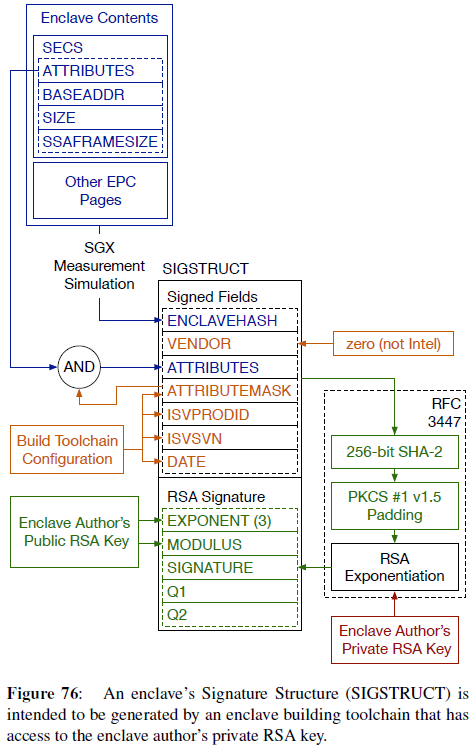 Enclave Contents
SECS
ATTRIBUTES
BASEADDR
SIZE
SSAFRAMESIZE
Other EPC
Pages
SGX
Measurement
Simulation
SIGSTRUCT
Signed Fields
ENCLAVEHASH
VENDOR
zero (not Intel)
AND
ATTRIBUTES
ATTRIBUTEMASK
ISVPRODID
ISVSVN
DATE
Build Toolchain
Configuration
RFC
3447
256-bit SHA-2
PKCS #1 v1.5
Padding
RSA
Exponentiation
RSA Signature
EXPONENT (3)
MODULUS
SIGNATURE
Q1
Q2
Enclave Author's
Public RSA Key
Enclave Author's
Private RSA Key
Figure 76: An enclave's Signature Structure (SIGSTRUCT) is
intended to be generated by an enclave building toolchain that has
access to the enclave author's private RSA key.